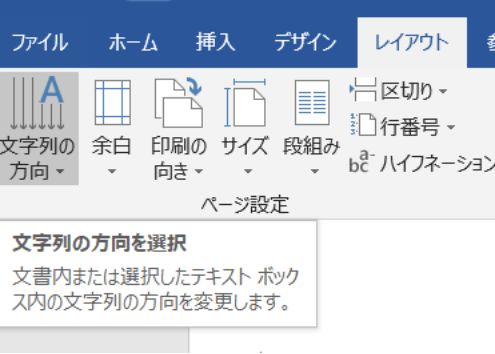 ファイル ホーム 挿入 デザイン レイアウト
文字列の方向 余白 印刷の向き サイズ 段組み
区切り
行番号
ハイフネーション
ページ設定
文字列の方向を選択
文書内または選択したテキスト ボック
ス内の文字列の方向を変更します。